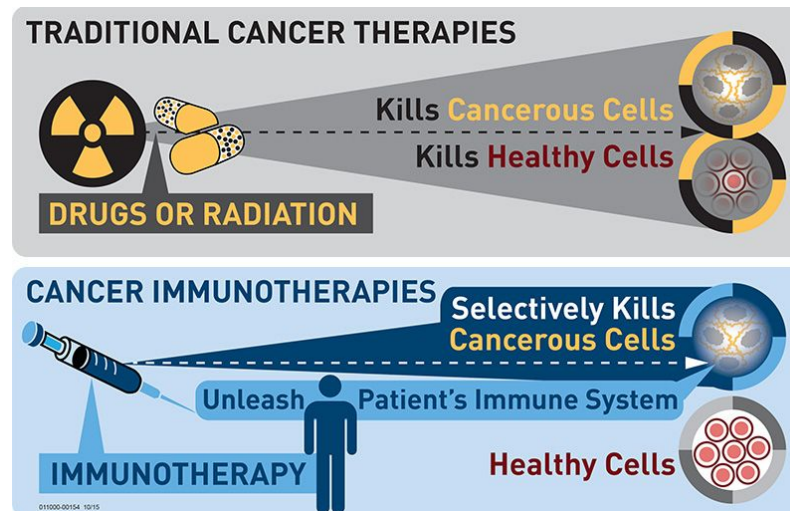 TRADITIONAL CANCER THERAPIES
Kills Cancerous Cells
Kills Healthy Cells
DRUGS OR RADIATION
CANCER IMMUNOTHERAPIES
Selectively Kills
Cancerous Cells
Unleash Patient's Immune System
IMMUNOTHERAPY
Healthy Cells
011000-00154 10/15